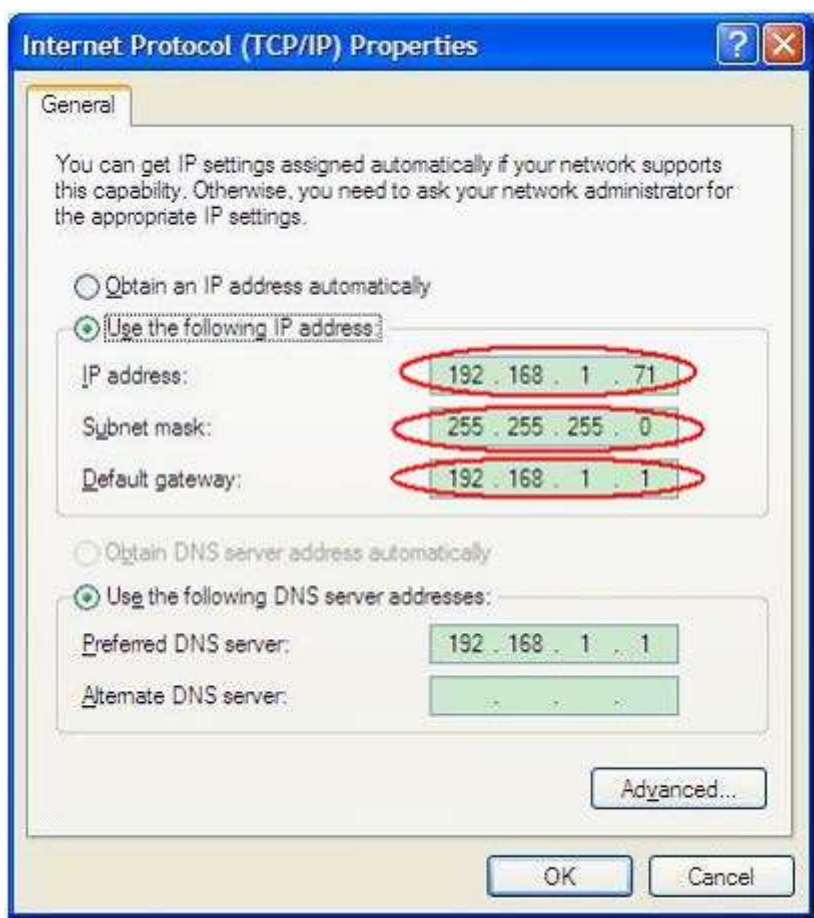 Internet Protocol (TCP/IP) Properties
General
You can get IP settings assigned automatically if your network supports
this capability. Otherwise, you need to ask your network administrator for
the appropriate IP settings.
Obtain an IP address automatically
Use the following IP address:
IP address: 192 . 168 . 1 . 71
Subnet mask: 255 . 255 . 255 . 0
Default gateway: 192 . 168 . 1 . 1
Obtain DNS server address automatically
Use the following DNS server addresses:
Preferred DNS server: 192 . 168 . 1 . 1
Alternate DNS server: . . .
Advanced...
OK Cancel